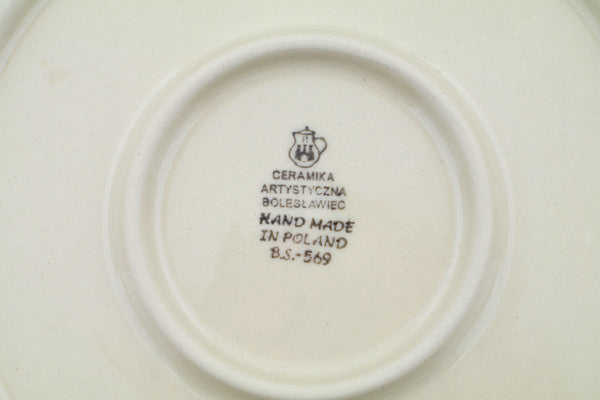 CERAMIKA
ARTYSTYCZNA
BOLESŁAWIEC
HAND MADE
IN POLAND
B.S.-569